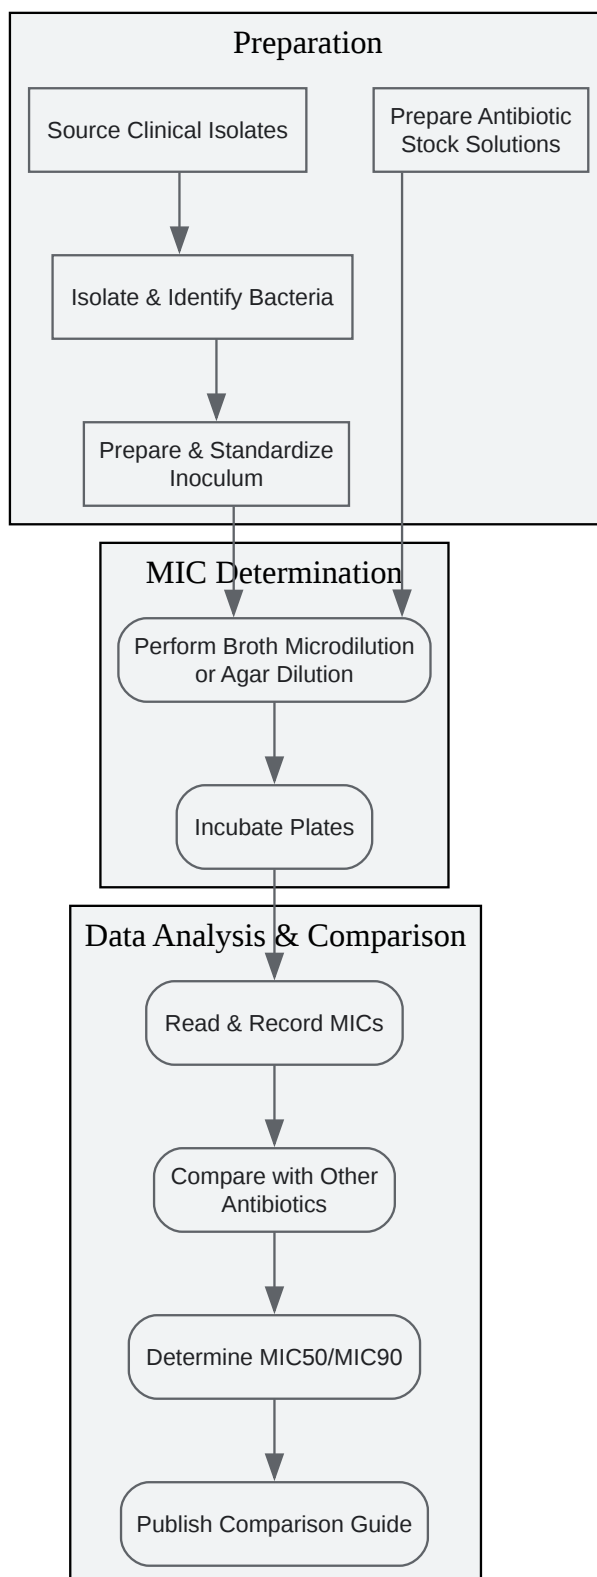 Preparation
Source Clinical Isolates
Prepare Antibiotic
Stock Solutions
Isolate & Identify Bacteria
Prepare & Standardize
Inoculum
MIC Determination
Perform Broth Microdilution
or Agar Dilution
Incubate Plates
Data Analysis & Comparison
Read & Record MICs
Compare with Other
Antibiotics
Determine MIC50/MIC90
Publish Comparison Guide